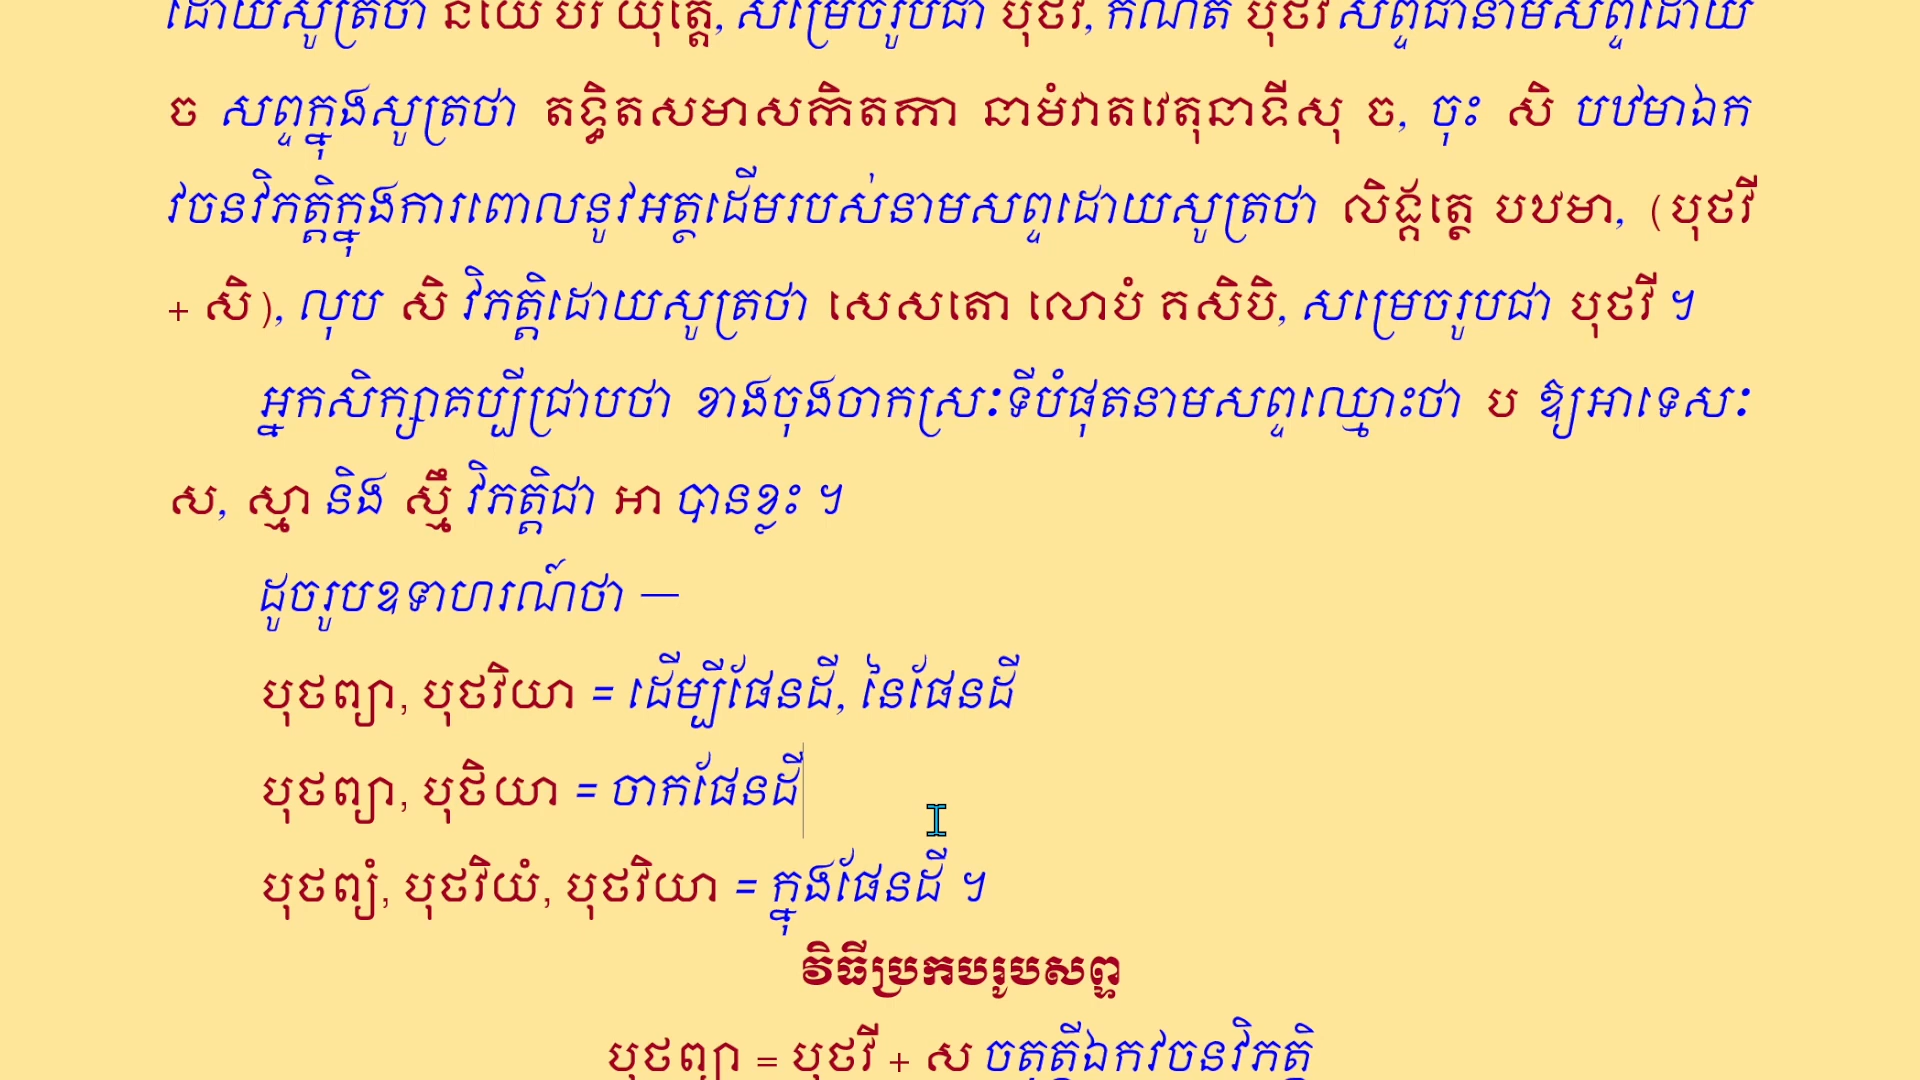 ដោយសូត្រថា នយេ បរំ យុត្តេ, សម្រេចរូបជា បុថវី, កំណត់ បុថវីសព្ទជានាមសព្ទដោយ
ច សព្ទក្នុងសូត្រថា តទ្ធិតសមាសកិតកា នាមំវាតវេតុនាទីសុ ច, ចុះ សិ បឋមាឯក
វចនវិភត្តិក្នុងការពោលនូវអត្ថដើមរបស់នាមសព្ទដោយសូត្រថា លិង្គត្ថេ បឋមា, (បុថវី
+ សិ), លុប សិ វិភត្តិដោយសូត្រថា សេសតោ លោបំ គសិបិ, សម្រេចរូបជា បុថវី ។
អ្នកសិក្សាគប្បីជ្រាបថា ខាងចុងចាកស្រៈទីបំផុតនាមសព្ទឈ្មោះថា ប ឱ្យអាទេសៈ
ស, ស្មា និង ស្មឹ វិភត្តិជា អា បានខ្លះ ។
ដូចរូបឧទាហរណ៍ថា —
បុថព្យា, បុថវិយា = ដើម្បីផែនដី, នៃផែនដី
បុថព្យា, បុថិយា = ចាកផែនដី
បុថព្យំ, បុថវិយំ, បុថវិយា = ក្នុងផែនដី ។
វិធីប្រកបរូបសព្ទ
បុថព្យា = បុថវី + ស ចតុត្ថីឯកវចនវិភត្តិ